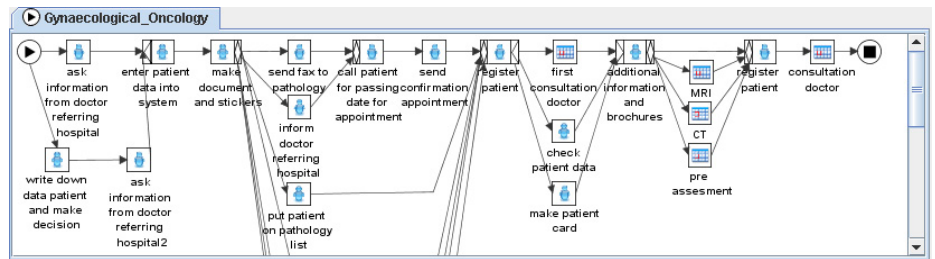 Gynaecological_Oncology
ask
information
from doctor
referring
hospital
enter patient
data into
system
make
document
and stickers
send fax to
pathology
call patient
for passing
date for
appointment
send
confirmation
appointment
register
patient
first
consultation
doctor
additional
information
and
brochures
register
patient
consultation
doctor
MRI
CT
pre
assesment
inform
doctor
referring
hospital
check
patient data
write down
data patient
and make
decision
ask
information
from doctor
referring
hospital2
put patient
on pathology
list
make patient
card